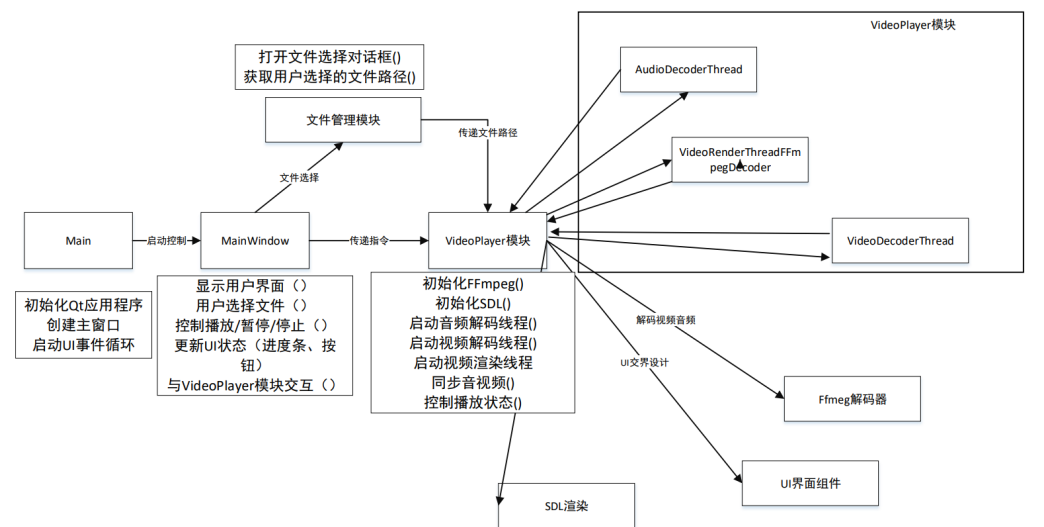 VideoPlayer模块
打开文件选择对话框()
获取用户选择的文件路径()
AudioDecoderThread
文件管理模块
传递文件路径
VideoRenderThreadFFm
pegDecoder
文件选择
Main
启动控制
MainWindow
传递指令
VideoPlayer模块
VideoDecoderThread
初始化Qt应用程序
创建主窗口
启动UI事件循环
显示用户界面（）
用户选择文件（）
控制播放/暂停/停止（）
更新UI状态（进度条、按
钮）
与VideoPlayer模块交互（）
初始化FFmpeg()
初始化SDL()
启动音频解码线程()
启动视频解码线程()
启动视频渲染线程
同步音视频()
控制播放状态()
解码视频音频
UI交界设计
Ffmeg解码器
UI界面组件
SDL渲染